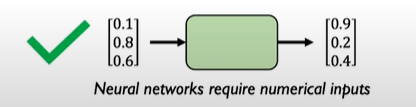 [0.1] [0.9]
0.8 0.2
[0.6] [0.4]
Neural networks require numerical inputs